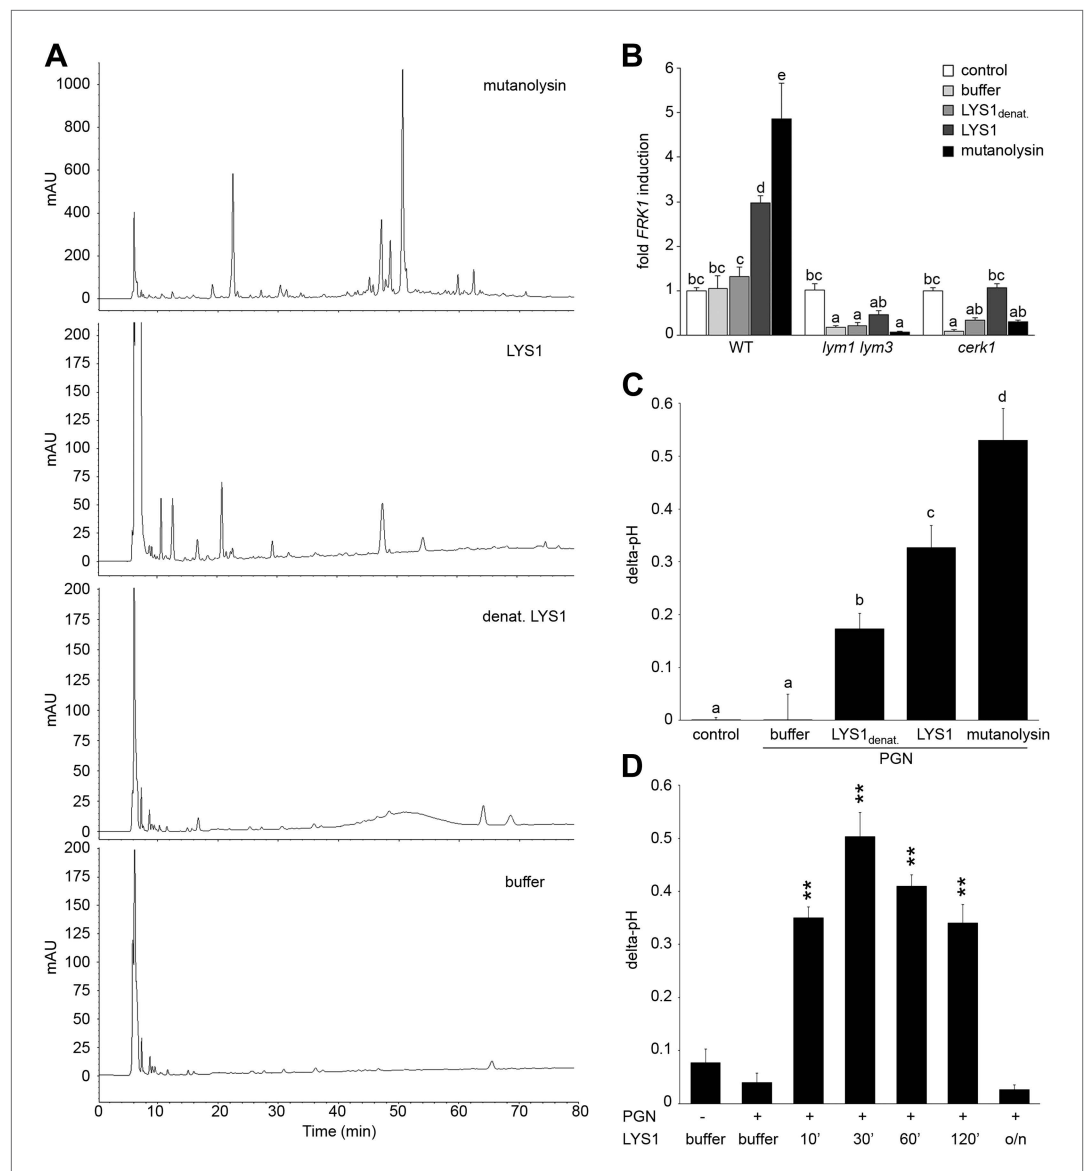 A
mutanolysin
1000
800
600
400
200
0
mAU
LYS1
200
175
150
125
100
75
50
25
0
mAU
denat. LYS1
200
175
150
125
100
75
50
25
0
mAU
buffer
200
175
150
125
100
75
50
25
0
mAU
0 10 20 30 40 50 60 70 80
Time (min)
B
6
5
4
3
2
1
0
fold FRK1 induction
control
buffer
LYS1denat.
LYS1
mutanolysin
bc bc c d e
bc a a ab a
bc a ab bc ab
WT lym1 lym3 cerk1
C
0.6
0.5
0.4
0.3
0.2
0.1
0
delta-pH
a a b c d
control buffer LYS1denat. LYS1 mutanolysin
PGN
D
0.6
0.5
0.4
0.3
0.2
0.1
0
delta-pH
** ** ** **
PGN - + + + + + +
LYS1 buffer buffer 10' 30' 60' 120' o/n